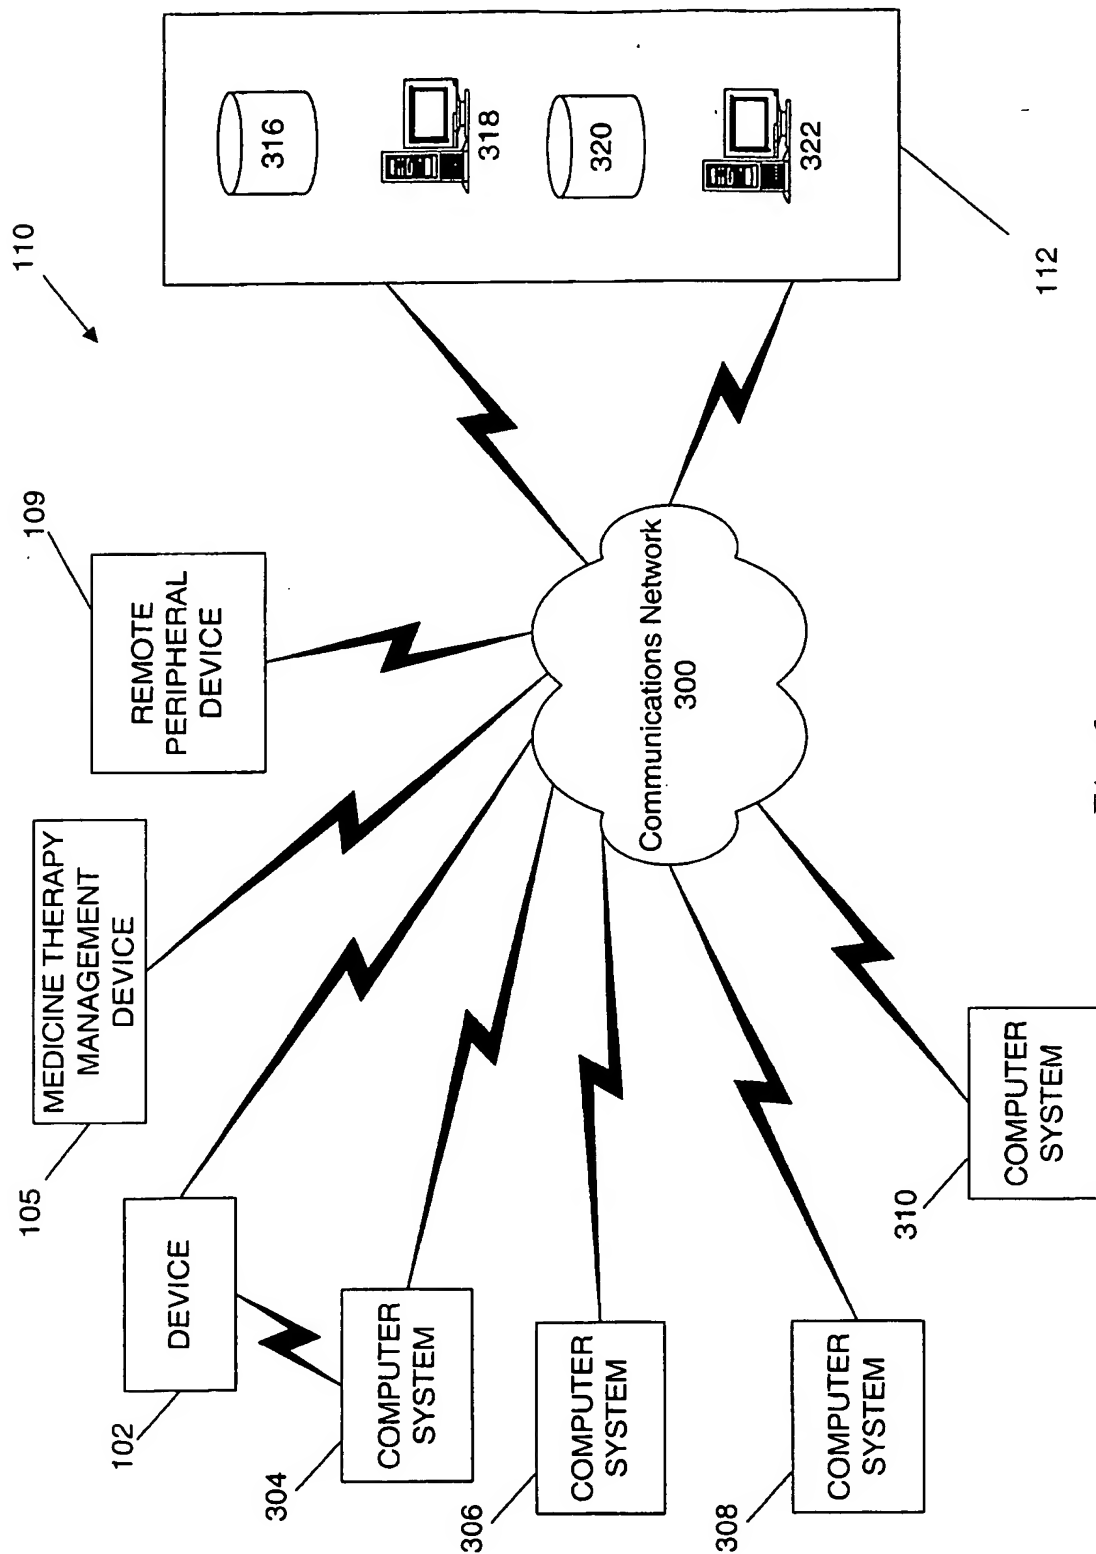 110
109
REMOTE
PERIPHERAL
DEVICE
MEDICINE THERAPY
MANAGEMENT
DEVICE
105
DEVICE
102
COMPUTER
SYSTEM
304
COMPUTER
SYSTEM
306
COMPUTER
SYSTEM
308
COMPUTER
SYSTEM
310
Communications Network
300
316
318
320
322
112